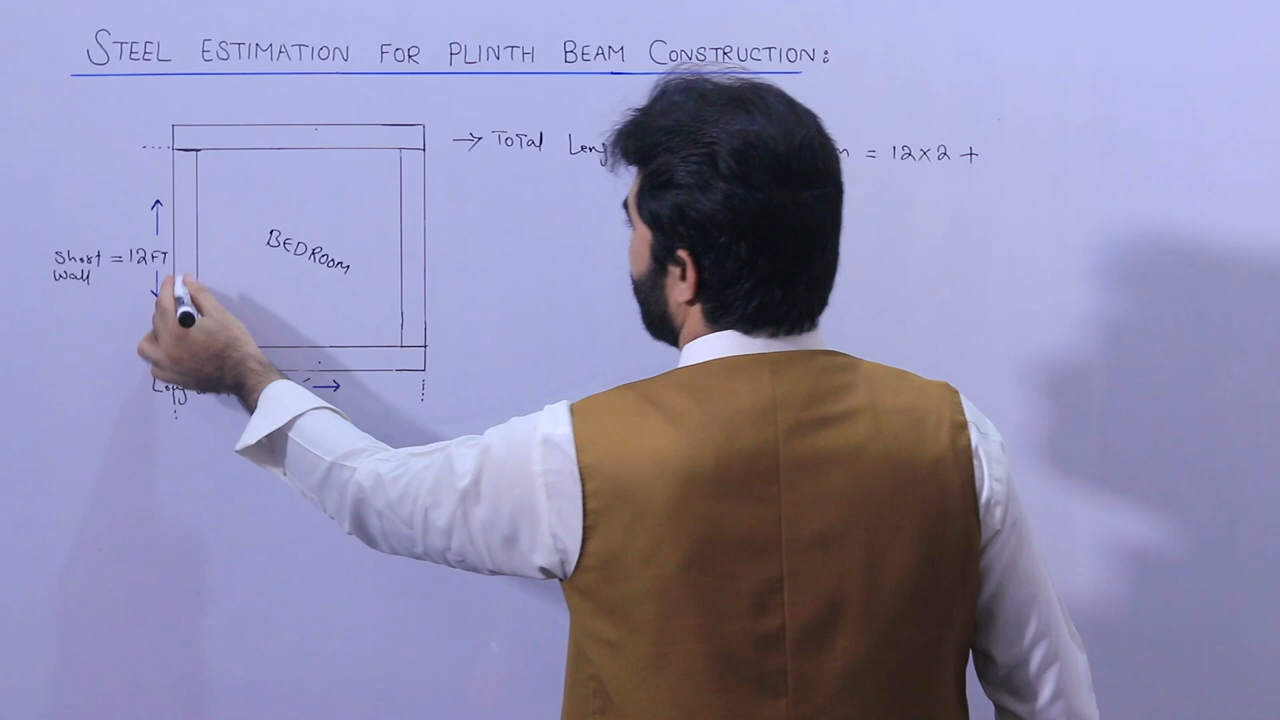 STEEL ESTIMATION FOR PLINTH BEAM CONSTRUCTION:
→ Total = 12×2 +
Short = 12FT
wall
BEDROOM